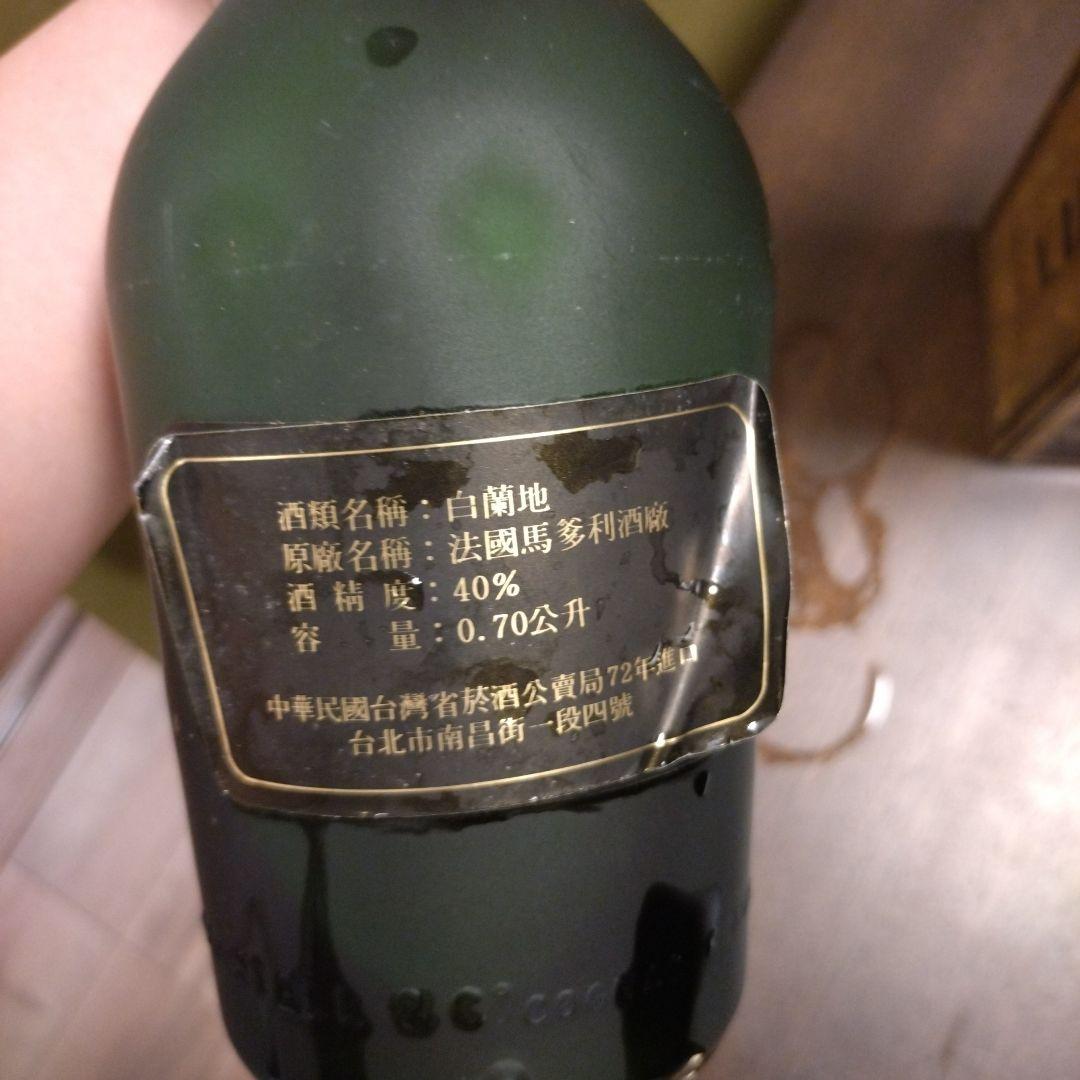 酒類名稱：白蘭地
原廠名稱：法國馬爹利酒廠
酒精度：40%
容量：0.70公升
中華民國台灣省菸酒公賣局72年進口
台北市南昌街一段四號